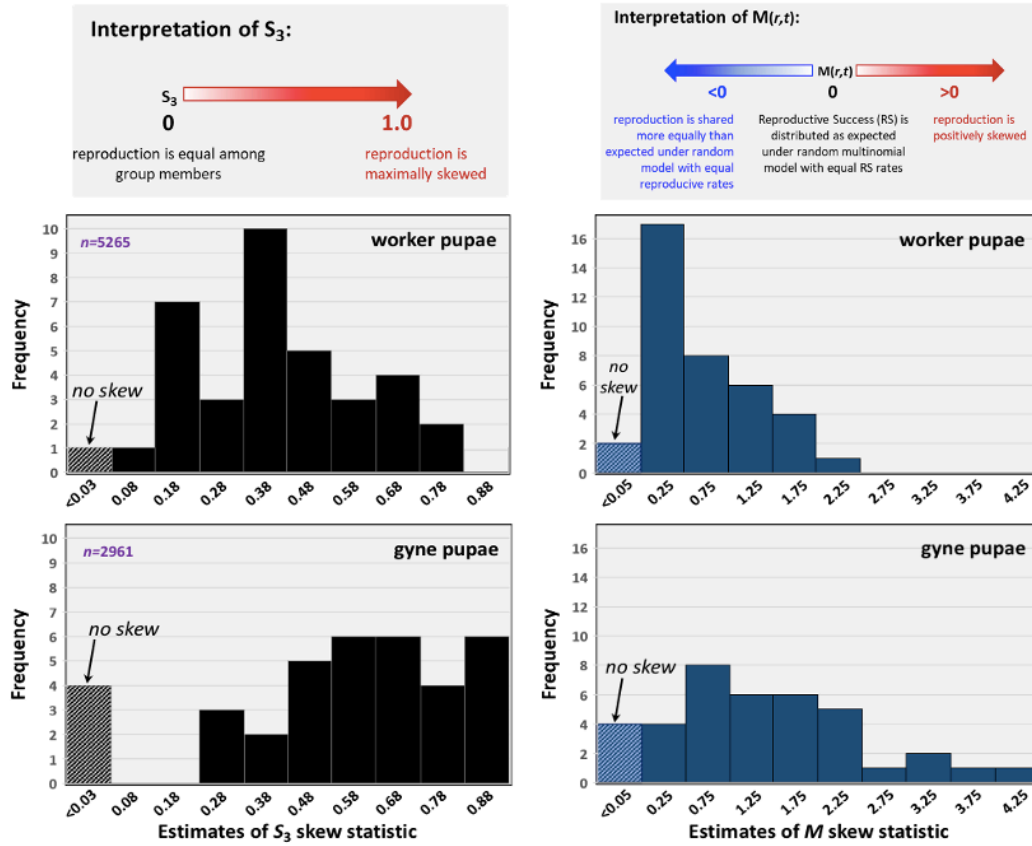 Interpretation of S3:
S3
0
1.0
reproduction is equal among
group members
reproduction is
maximally skewed
Interpretation of M(r,t):
M(r,t)
<0
0
>0
reproduction is shared
more equally than
expected under random
model with equal
reproductive rates
Reproductive Success (RS) is
distributed as expected
under random multinomial
model with equal RS rates
reproduction is
positively skewed
Frequency
10
9
8
7
6
5
4
3
2
1
0
n=5265
worker pupae
no skew
<0.03
0.08
0.18
0.28
0.38
0.48
0.58
0.68
0.78
0.88
Frequency
16
14
12
10
8
6
4
2
0
worker pupae
no
skew
<0.05
0.25
0.75
1.25
1.75
2.25
2.75
3.25
3.75
4.25
Frequency
10
9
8
7
6
5
4
3
2
1
0
n=2961
gyne pupae
no skew
<0.03
0.08
0.18
0.28
0.38
0.48
0.58
0.68
0.78
0.88
Estimates of S3 skew statistic
Frequency
16
14
12
10
8
6
4
2
0
gyne pupae
no skew
<0.05
0.25
0.75
1.25
1.75
2.25
2.75
3.25
3.75
4.25
Estimates of M skew statistic